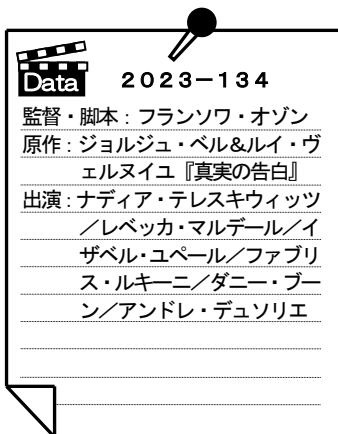 Data
2023－134
監督・脚本：フランソワ・オゾン
原作：ジョルジュ・ベル＆ルイ・ヴ
ェルヌイユ『真実の告白』
出演：ナディア・テレスキウィッツ
／レベッカ・マルデール／イ
ザベル・ユペール／ファブリ
ス・ルキーニ／ダニー・ブー
ン／アンドレ・デュソリエ